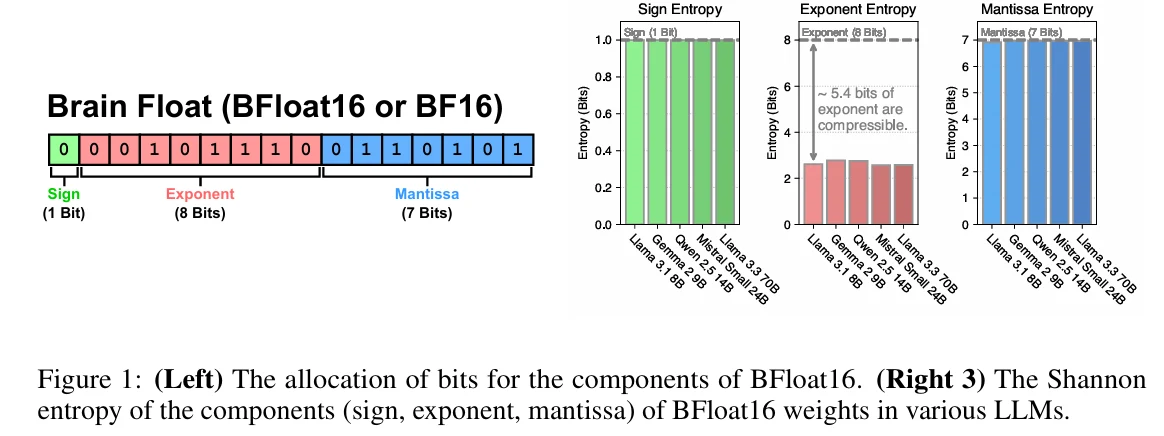 Brain Float (BFloat16 or BF16)
0 0 0 1 0 1 1 1 0 0 1 1 0 1 0 1
Sign
(1 Bit)
Exponent
(8 Bits)
Mantissa
(7 Bits)
Sign Entropy
Sign (1 Bit)
Entropy (Bits)
1.0
0.8
0.6
0.4
0.2
0.0
Llama 3.1 8B
Gemma 2 9B
Qwen 2.5 14B
Mistral Small 24B
Llama 3.3 70B
Exponent Entropy
Exponent (8 Bits)
~ 5.4 bits of
exponent are
compressible.
Entropy (Bits)
8
6
4
2
0
Llama 3.1 8B
Gemma 2 9B
Qwen 2.5 14B
Mistral Small 24B
Llama 3.3 70B
Mantissa Entropy
Mantissa (7 Bits)
Entropy (Bits)
7
6
5
4
3
2
1
0
Llama 3.1 8B
Gemma 2 9B
Qwen 2.5 14B
Mistral Small 24B
Llama 3.3 70B
Figure 1: (Left) The allocation of bits for the components of BFloat16. (Right 3) The Shannon
entropy of the components (sign, exponent, mantissa) of BFloat16 weights in various LLMs.